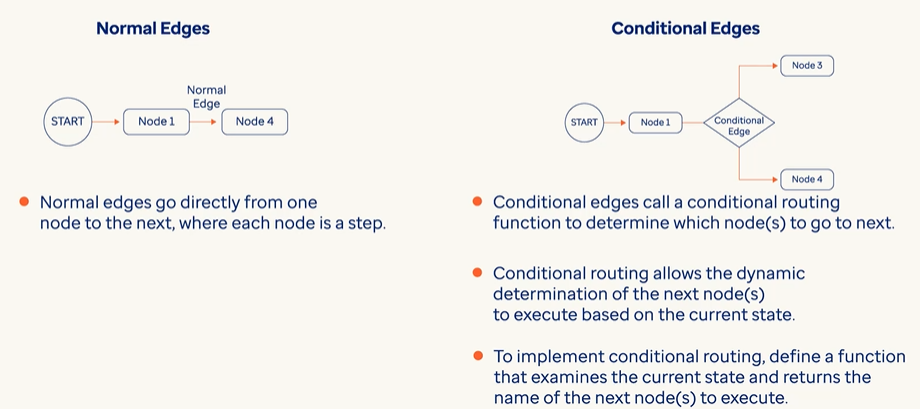 Normal Edges
Normal
Edge
START
Node 1
Node 4
Normal edges go directly from one
node to the next, where each node is a step.
Conditional Edges
Node 3
START
Node 1
Conditional
Edge
Node 4
Conditional edges call a conditional routing
function to determine which node(s) to go to next.
Conditional routing allows the dynamic
determination of the next node(s)
to execute based on the current state.
To implement conditional routing, define a function
that examines the current state and returns the
name of the next node(s) to execute.